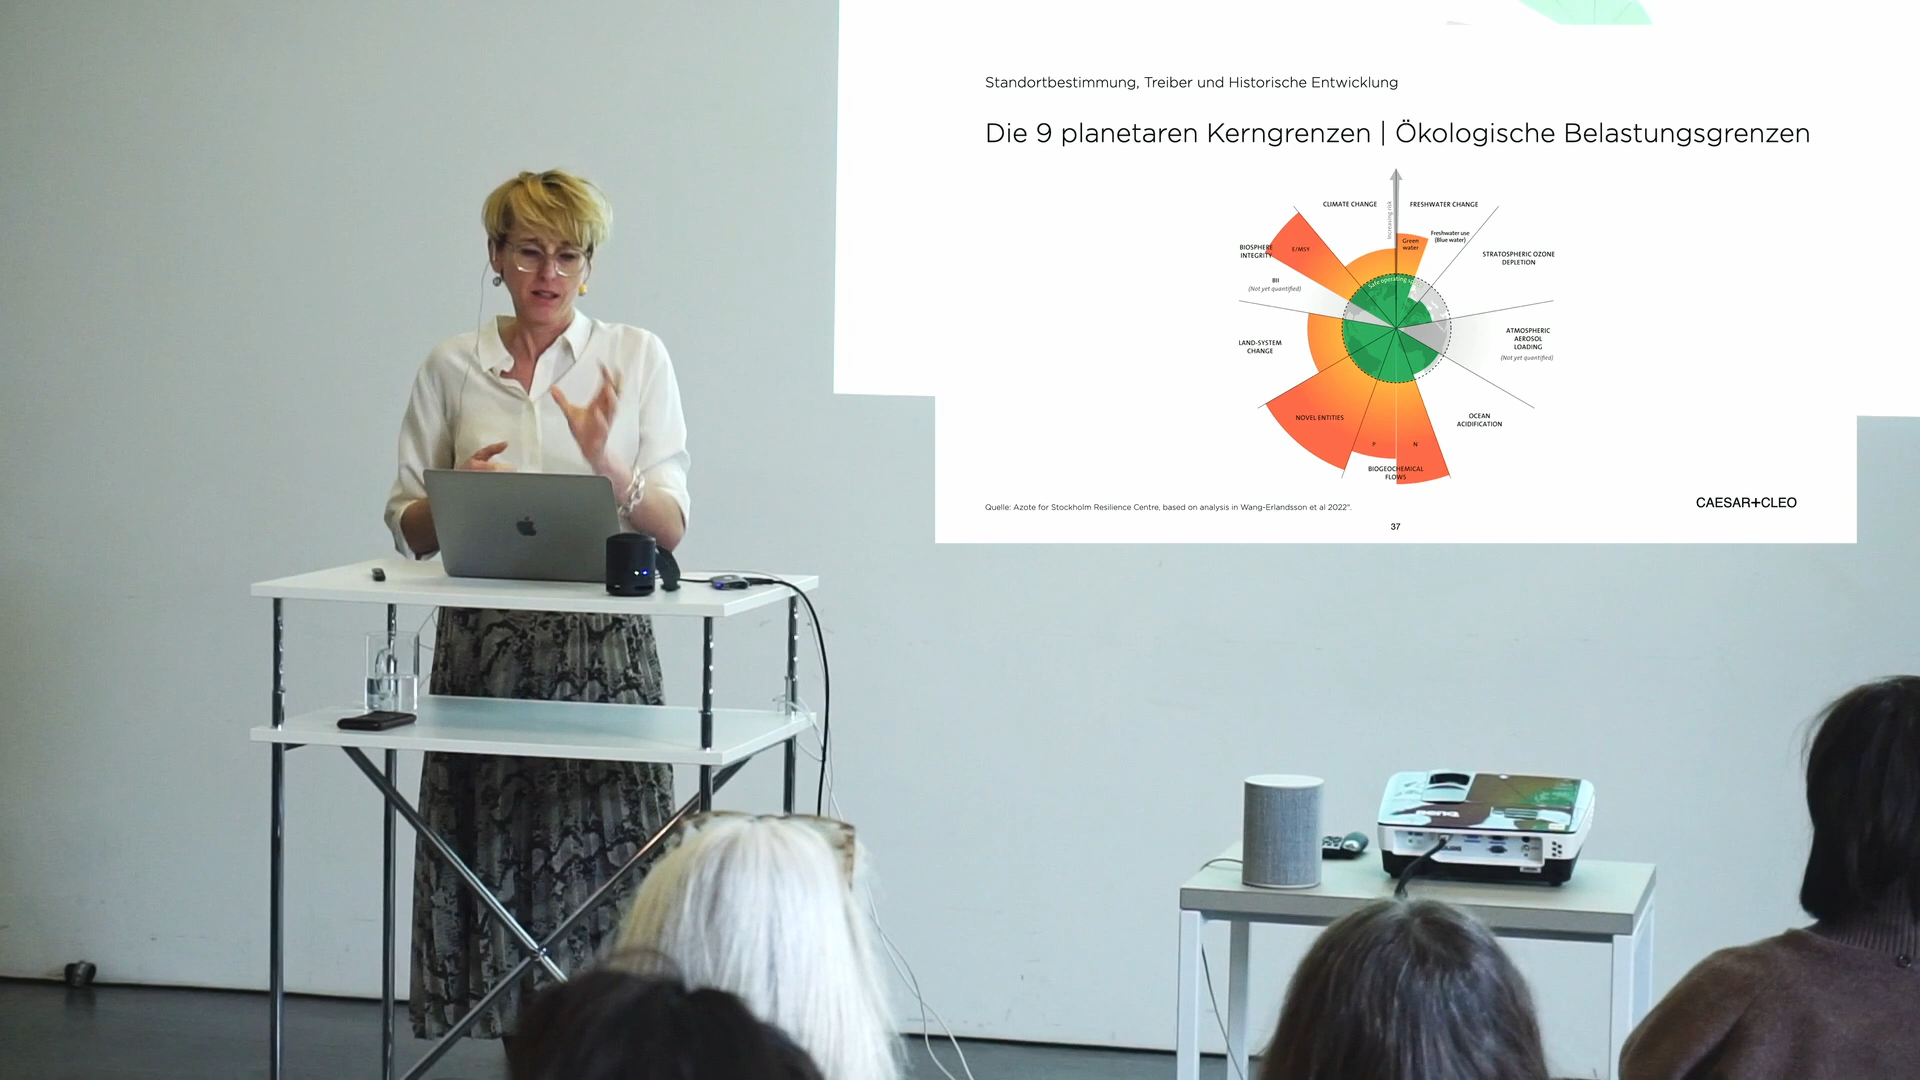 Standortbestimmung, Treiber und Historische Entwicklung
Die 9 planetaren Kerngrenzen | Ökologische Belastungsgrenzen
Increasing risk
CLIMATE CHANGE
FRESHWATER CHANGE
Green
water
Freshwater use
(Blue water)
BIOSPHERE
INTEGRITY
E/MSY
STRATOSPHERIC OZONE
DEPLETION
BII
(Not yet quantified)
Safe operating
LAND-SYSTEM
CHANGE
ATMOSPHERIC
AEROSOL
LOADING
(Not yet quantified)
NOVEL ENTITIES
OCEAN
ACIDIFICATION
P
N
BIOGEOCHEMICAL
FLOWS
Quelle: Azote for Stockholm Resilience Centre, based on analysis in Wang-Erlandsson et al 2022".
CAESAR+CLEO
37
BenQ